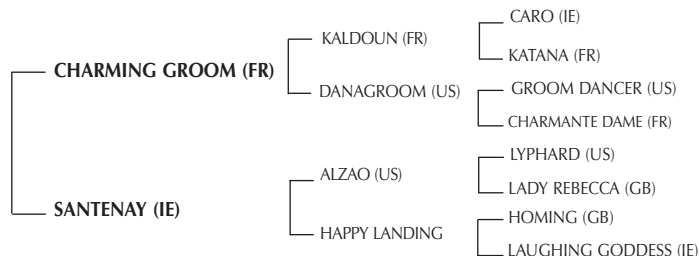 CARO (IE)
KALDOUN (FR)
KATANA (FR)
CHARMING GROOM (FR)
DANAGROOM (US)
GROOM DANCER (US)
CHARMANTE DAME (FR)
LYPHARD (US)
ALZAO (US)
LADY REBECCA (GB)
SANTENAY (IE)
HOMING (GB)
HAPPY LANDING
LAUGHING GODDESS (IE)